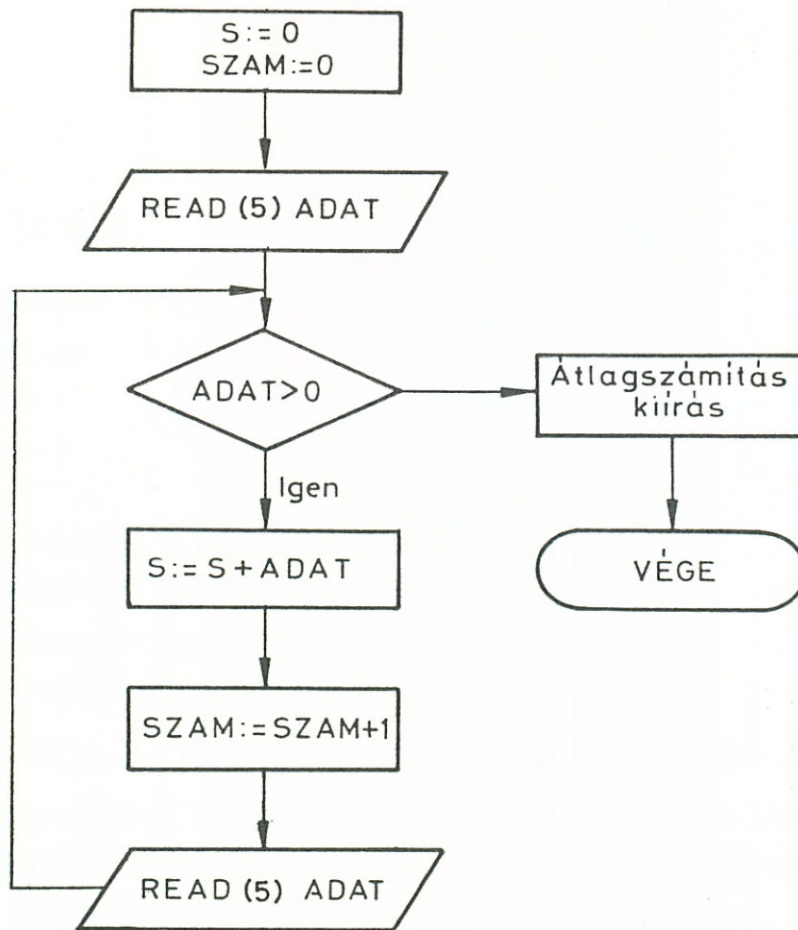 S:=0
SZAM:=0
READ (5) ADAT
ADAT>0
Átlagszámítás
kiírás
Igen
S:= S + ADAT
VÉGE
SZAM:=SZAM+1
READ (5) ADAT